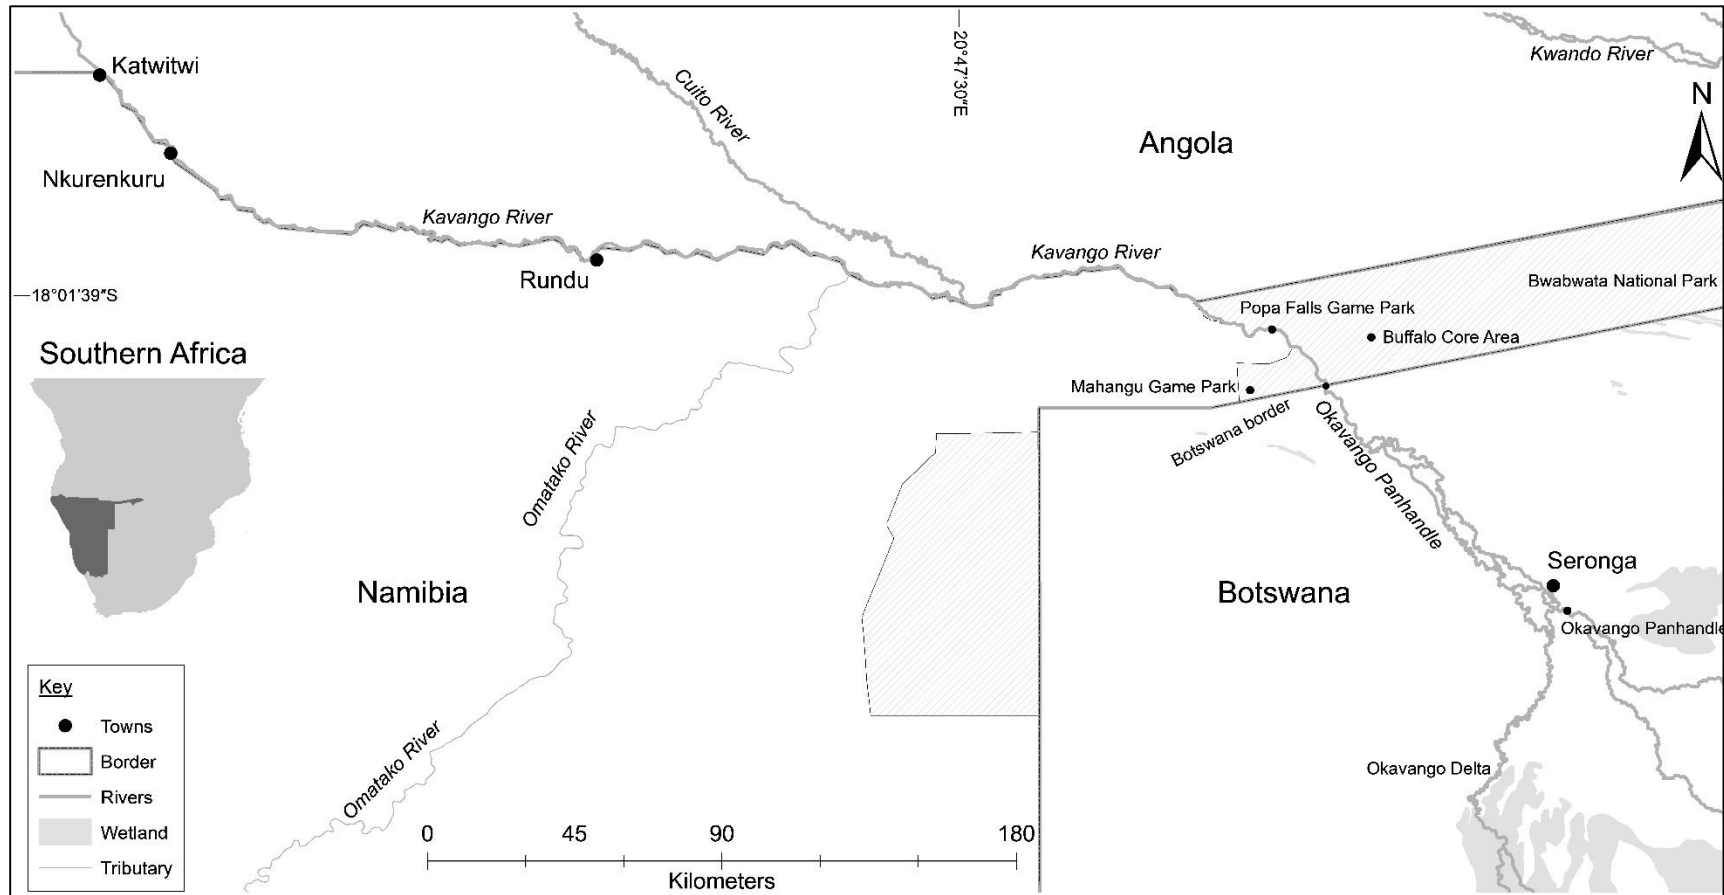 Katwitwi
Nkurenkuru
Kavango River
Rundu
Cuito River
20°47'30"E
Kwando River
N
Angola
Kavango River
18°01'39"S
Bwabwata National Park
Popa Falls Game Park
Buffalo Core Area
Mahangu Game Park
Botswana border
Okavango Panhandle
Southern Africa
Omatako River
Namibia
Botswana
Seronga
Okavango Panhandle
Okavango Delta
Omatako River
Key
Towns
Border
Rivers
Wetland
Tributary
0 45 90 180
Kilometers